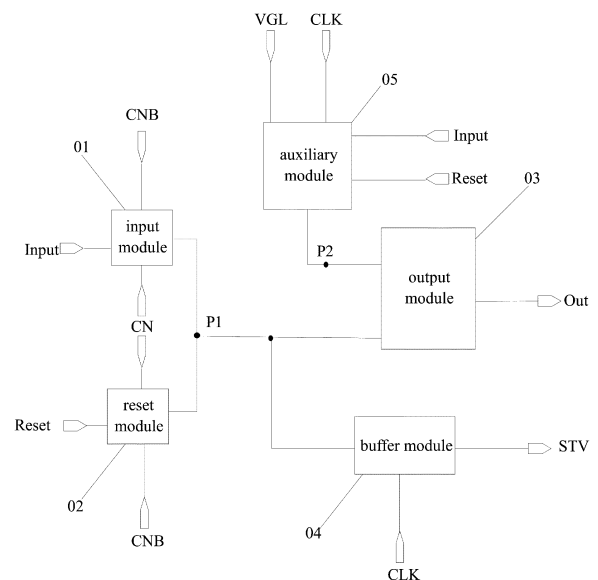 VGL
CLK
05
CNB
01
auxiliary
module
Input
Reset
03
input
module
Input
P2
output
module
Out
CN
P1
reset
module
Reset
buffer module
STV
02
04
CNB
CLK